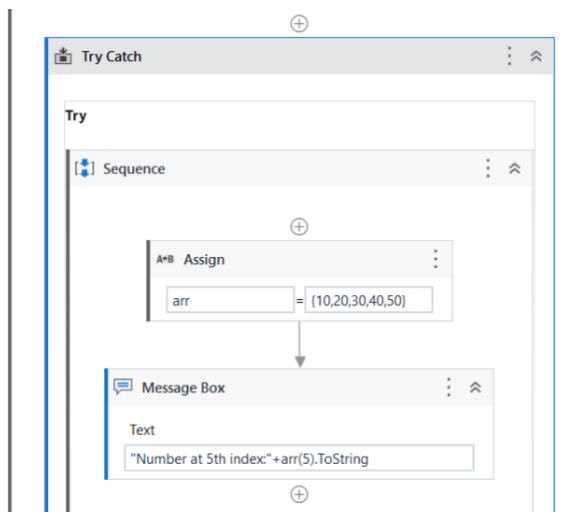 Try Catch
Try
Sequence
A+B Assign
arr = {10,20,30,40,50}
Message Box
Text
"Number at 5th index:"+arr(5).ToString